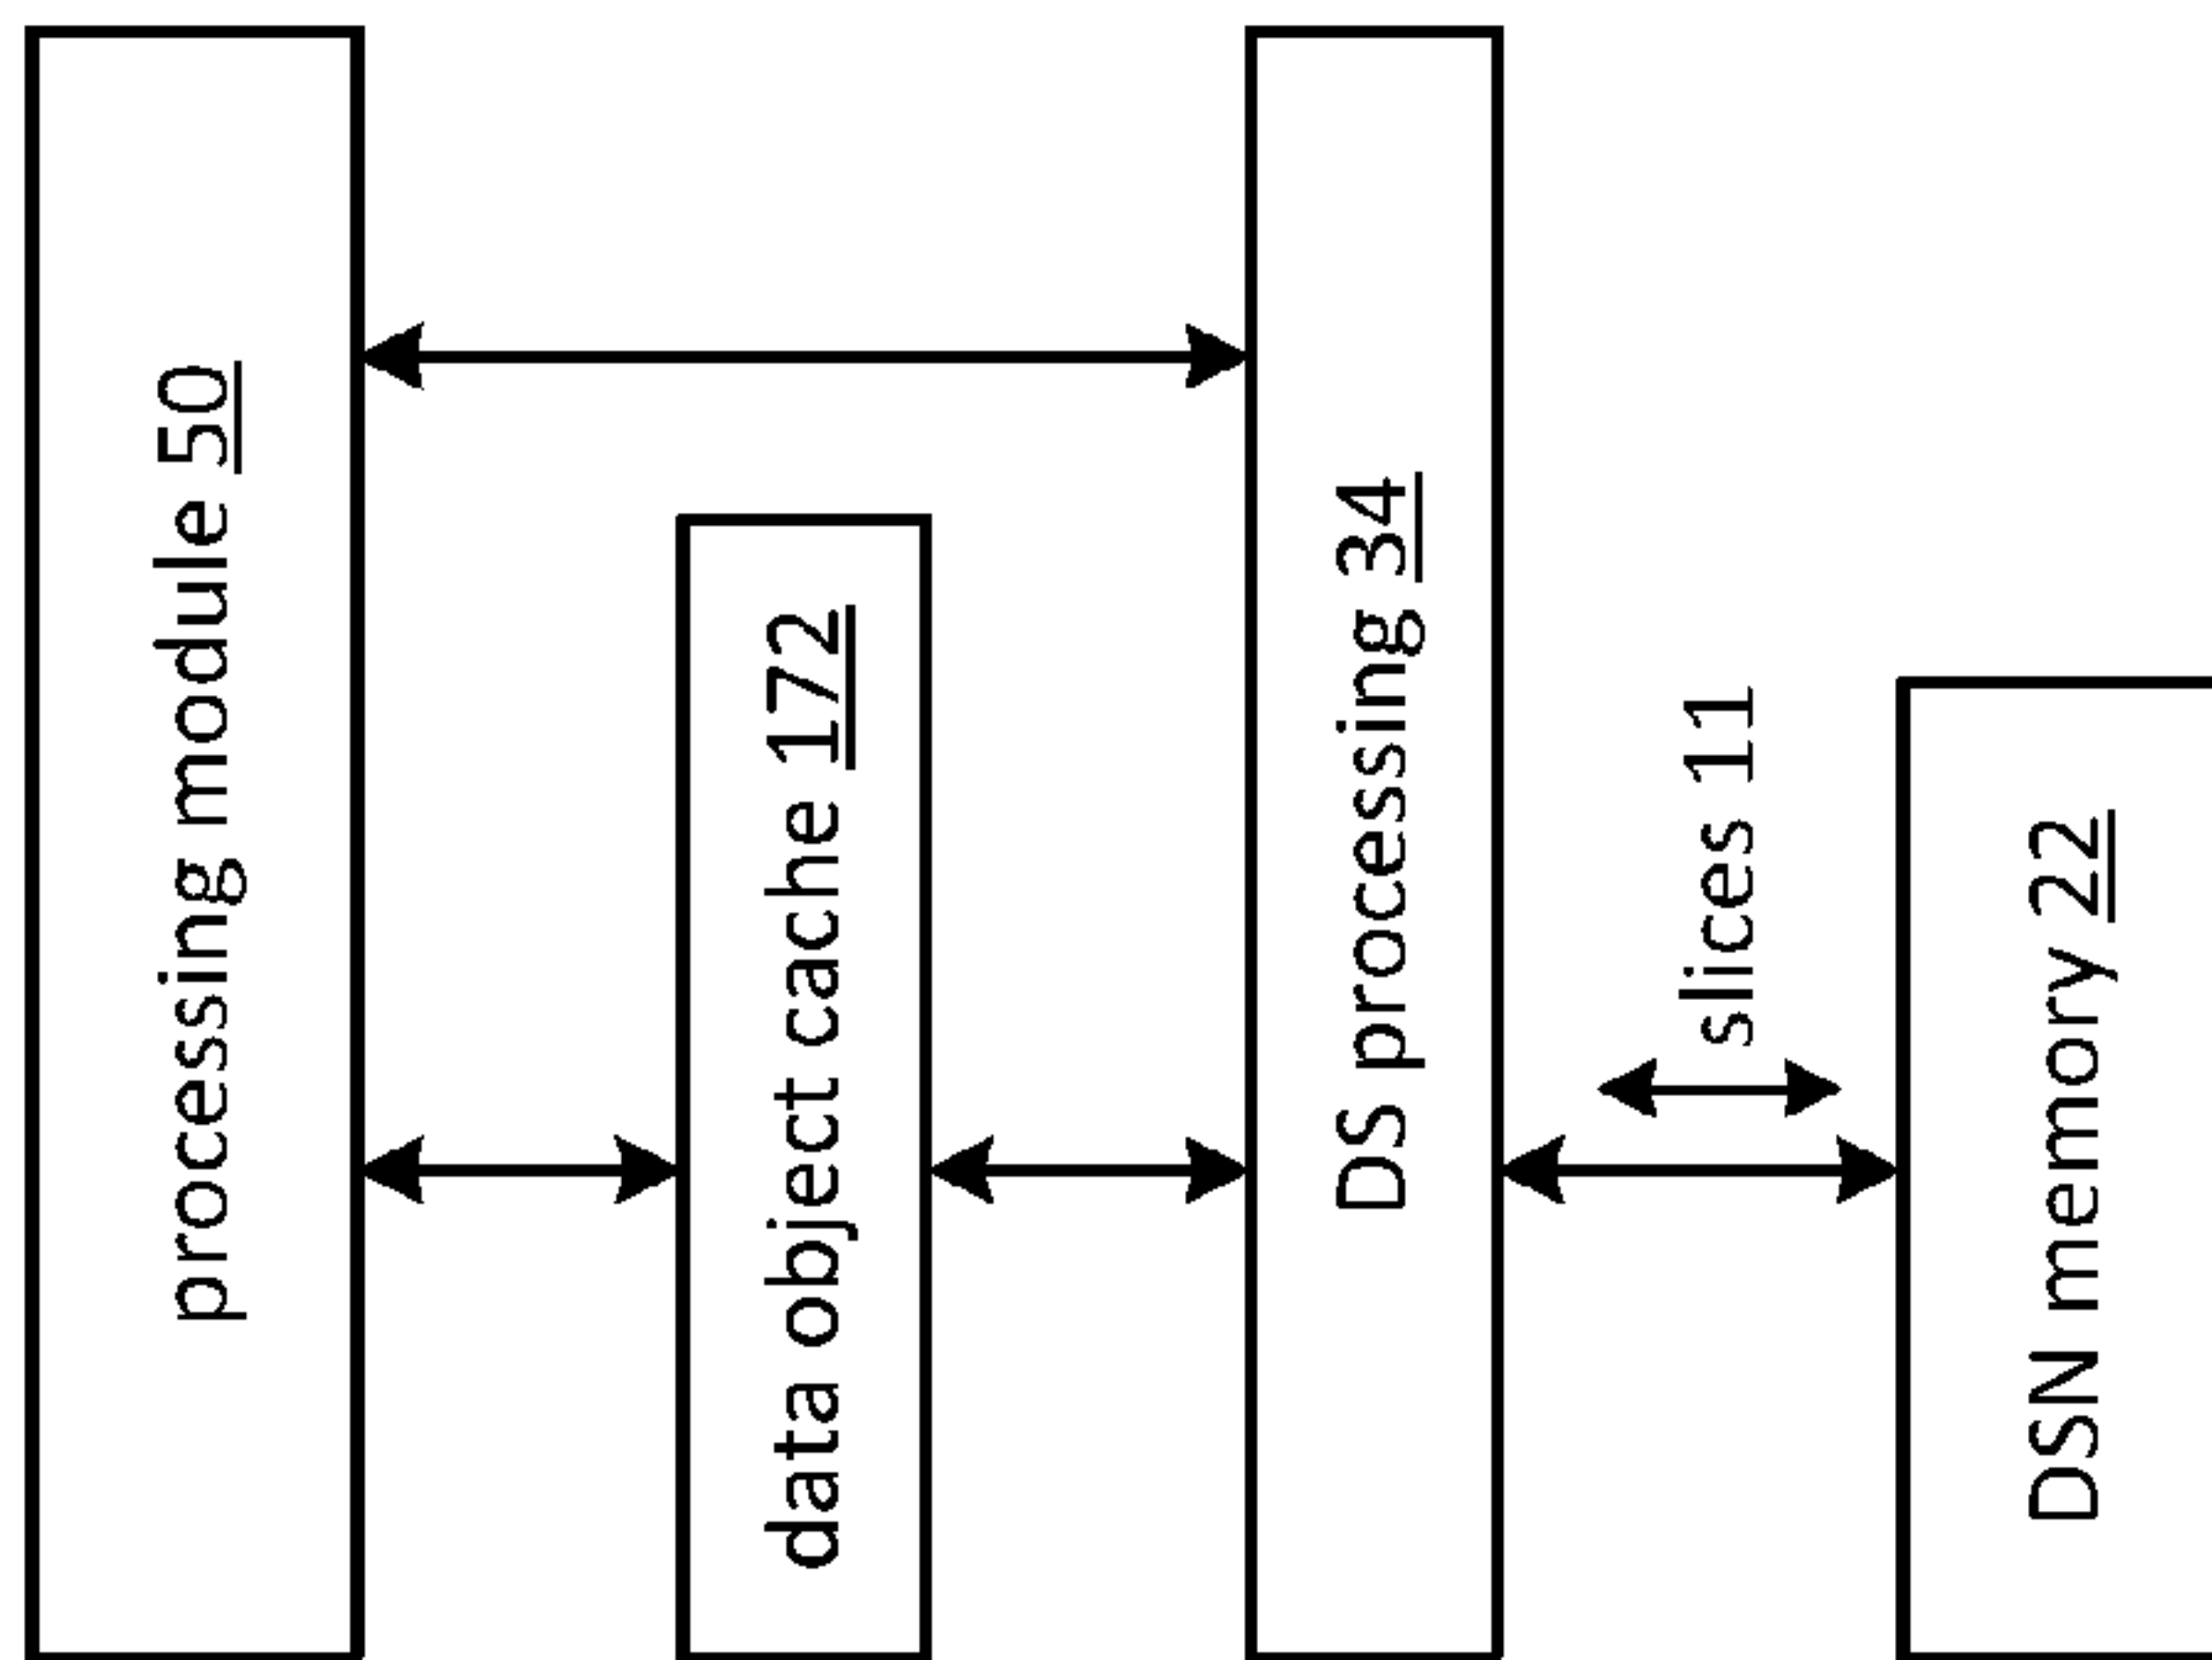 processing module 50
data object cache 172
DS processing 34
slices 11
DSN memory 22